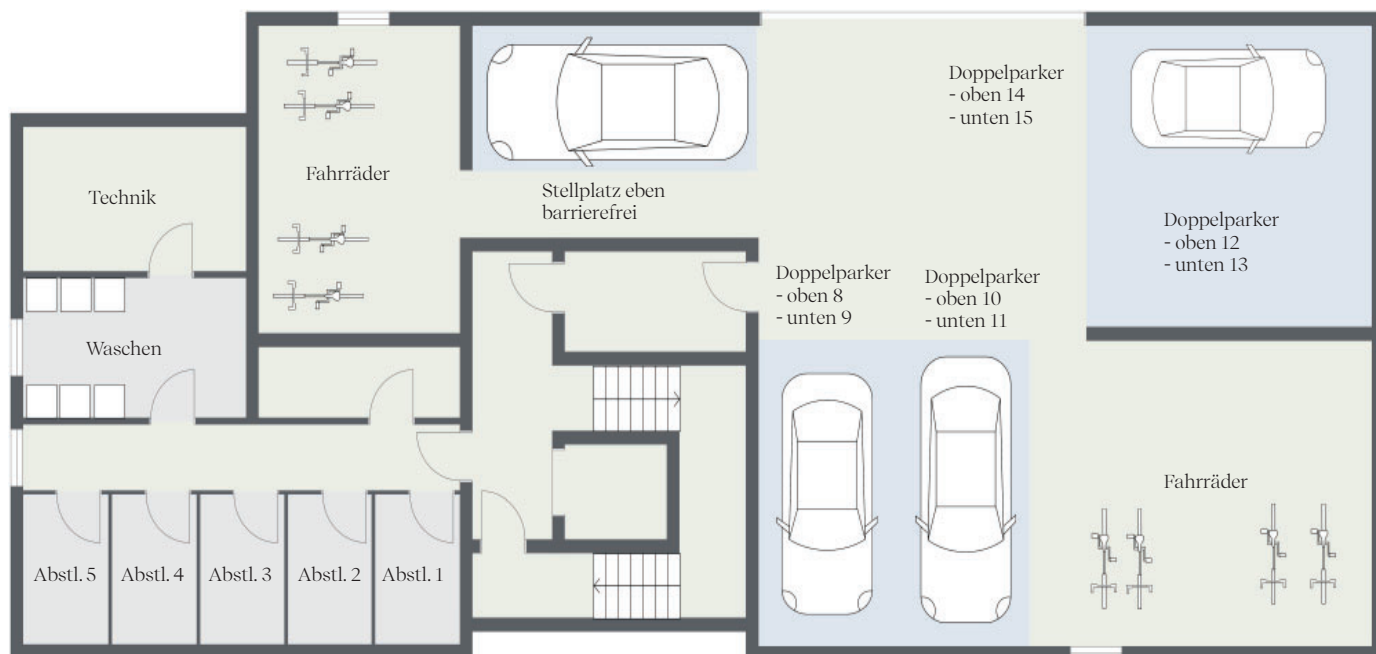 Doppelparker
- oben 14
- unten 15
Fahrräder
Technik
Stellplatz eben
barrierefrei
Doppelparker
- oben 12
- unten 13
Doppelparker
- oben 8
- unten 9
Doppelparker
- oben 10
- unten 11
Waschen
Fahrräder
Abstl. 5
Abstl. 4
Abstl. 3
Abstl. 2
Abstl. 1